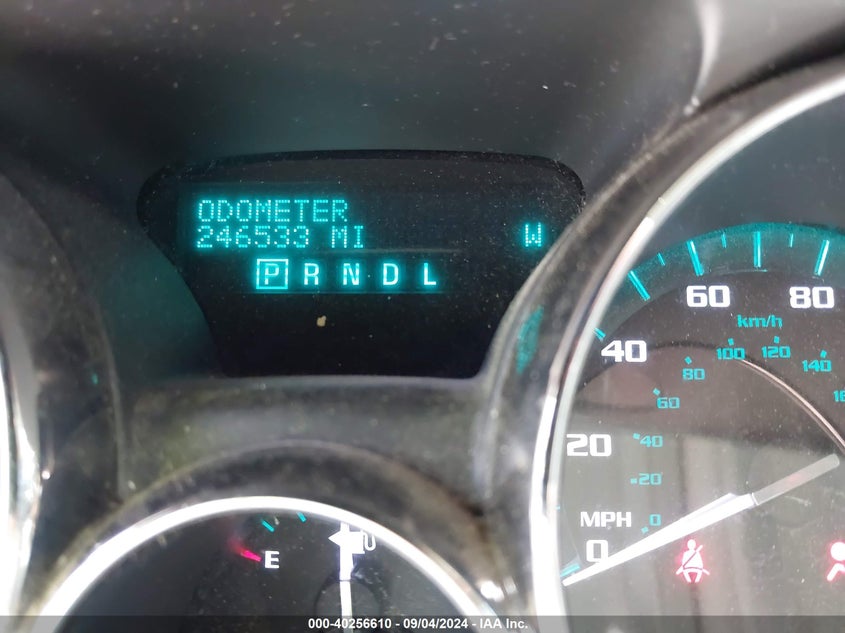 ODOMETER
246533 MI W
P R N D L
60 80
km/h
40 80 100 120 140
60
20 40
20
MPH 0
0
E
000-40256610 - 09/04/2024 - IAA Inc.